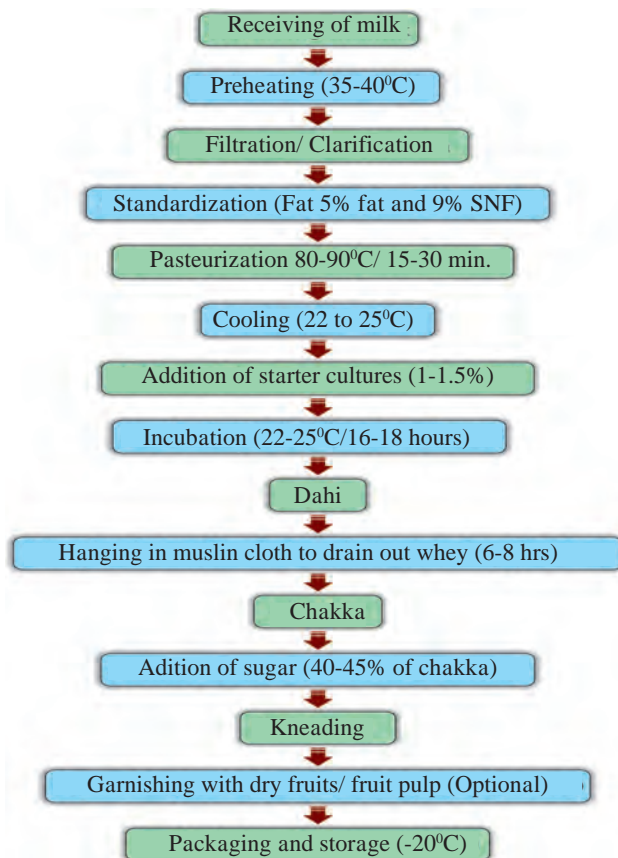 Receiving of milk
Preheating (35-40⁰C)
Filtration/ Clarification
Standardization (Fat 5% fat and 9% SNF)
Pasteurization 80-90⁰C/ 15-30 min.
Cooling (22 to 25⁰C)
Addition of starter cultures (1-1.5%)
Incubation (22-25⁰C/16-18 hours)
Dahi
Hanging in muslin cloth to drain out whey (6-8 hrs)
Chakka
Adition of sugar (40-45% of chakka)
Kneading
Garnishing with dry fruits/ fruit pulp (Optional)
Packaging and storage (-20⁰C)